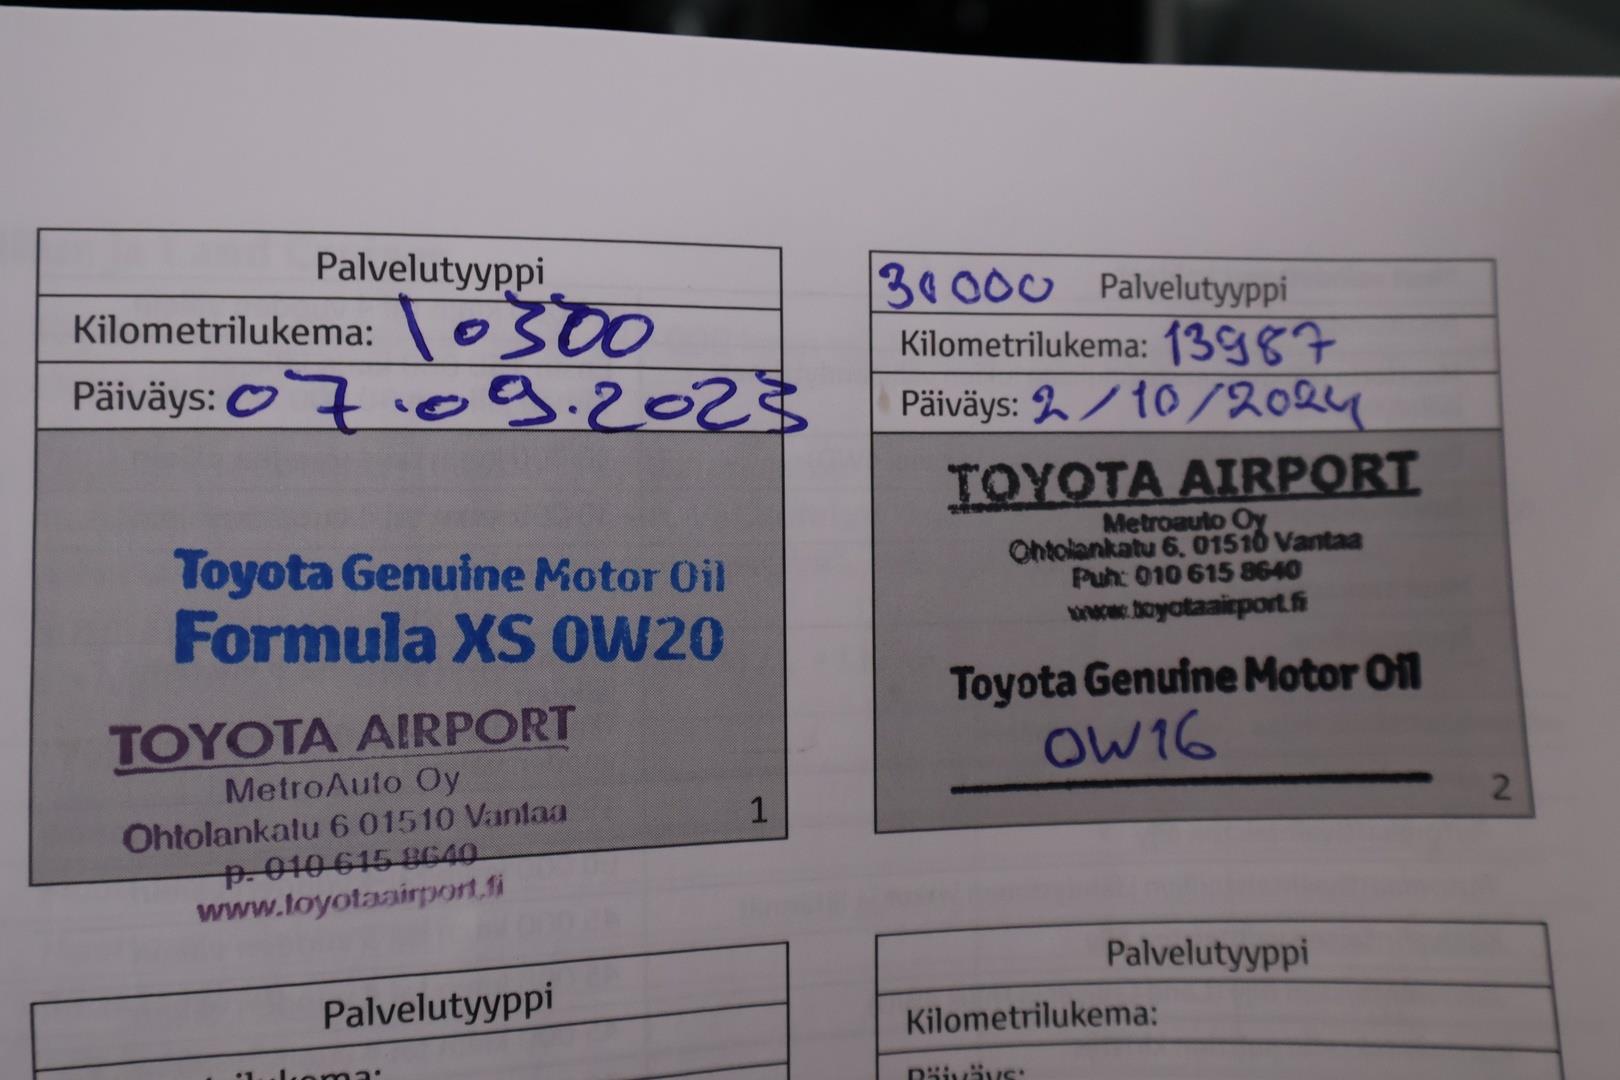 Palvelutyyppi
Kilometrilukema: 10300
Päiväys: 07.09.2023
Toyota Genuine Motor Oil
Formula XS 0W20
TOYOTA AIRPORT
MetroAuto Oy
Ohtolankatu 6 01510 Vantaa
p. 010 615 8640
www.toyotaairport.fi
1
30000 Palvelutyyppi
Kilometrilukema: 13987
Päiväys: 2/10/2024
TOYOTA AIRPORT
Metroauto Oy
Ohtolankatu 6, 01510 Vantaa
Puh: 010 615 8640
www.toyotaairport.fi
Toyota Genuine Motor Oil
0W16
2
Palvelutyyppi
Palvelutyyppi
Kilometrilukema:
Päiväys: